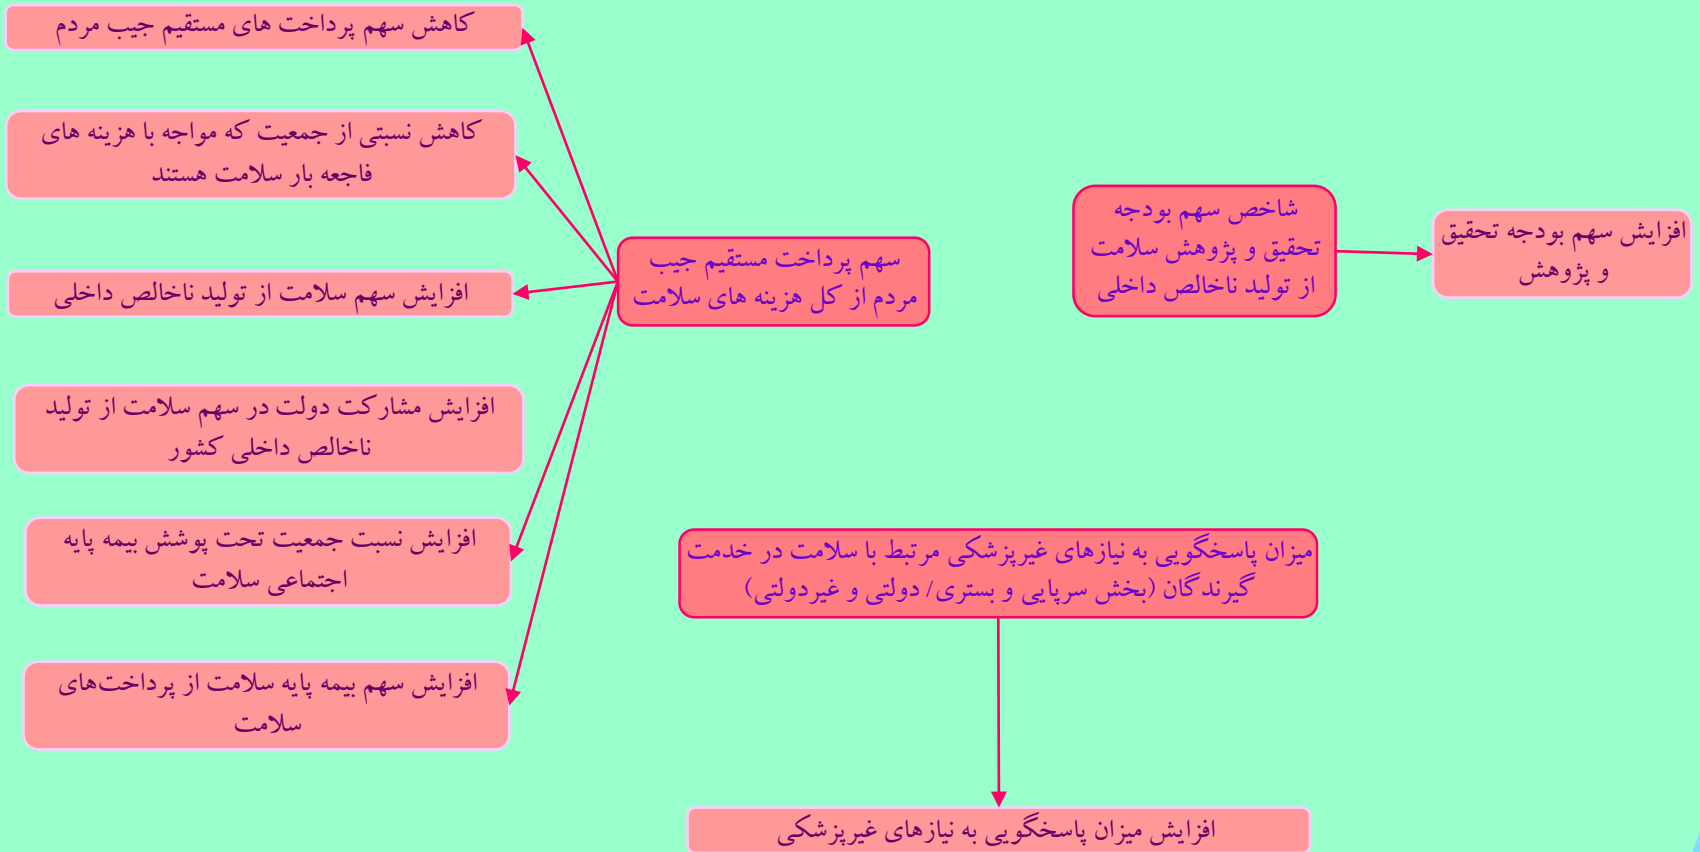 کاهش سهم پرداخت های مستقیم جیب مردم
کاهش نسبتی از جمعیت که مواجه با هزینه های
فاجعه بار سلامت هستند
افزایش سهم سلامت از تولید ناخالص داخلی
افزایش مشارکت دولت در سهم سلامت از تولید
ناخالص داخلی کشور
افزایش نسبت جمعیت تحت پوشش بیمه پایه
اجتماعی سلامت
افزایش سهم بیمه پایه سلامت از پرداخت‌های
سلامت
سهم پرداخت مستقیم جیب
مردم از کل هزینه های سلامت
شاخص سهم بودجه
تحقیق و پژوهش سلامت
از تولید ناخالص داخلی
افزایش سهم بودجه تحقیق
و پژوهش
میزان پاسخگویی به نیازهای غیرپزشکی مرتبط با سلامت در خدمت
گیرندگان (بخش سرپایی و بستری/ دولتی و غیردولتی)
افزایش میزان پاسخگویی به نیازهای غیرپزشکی